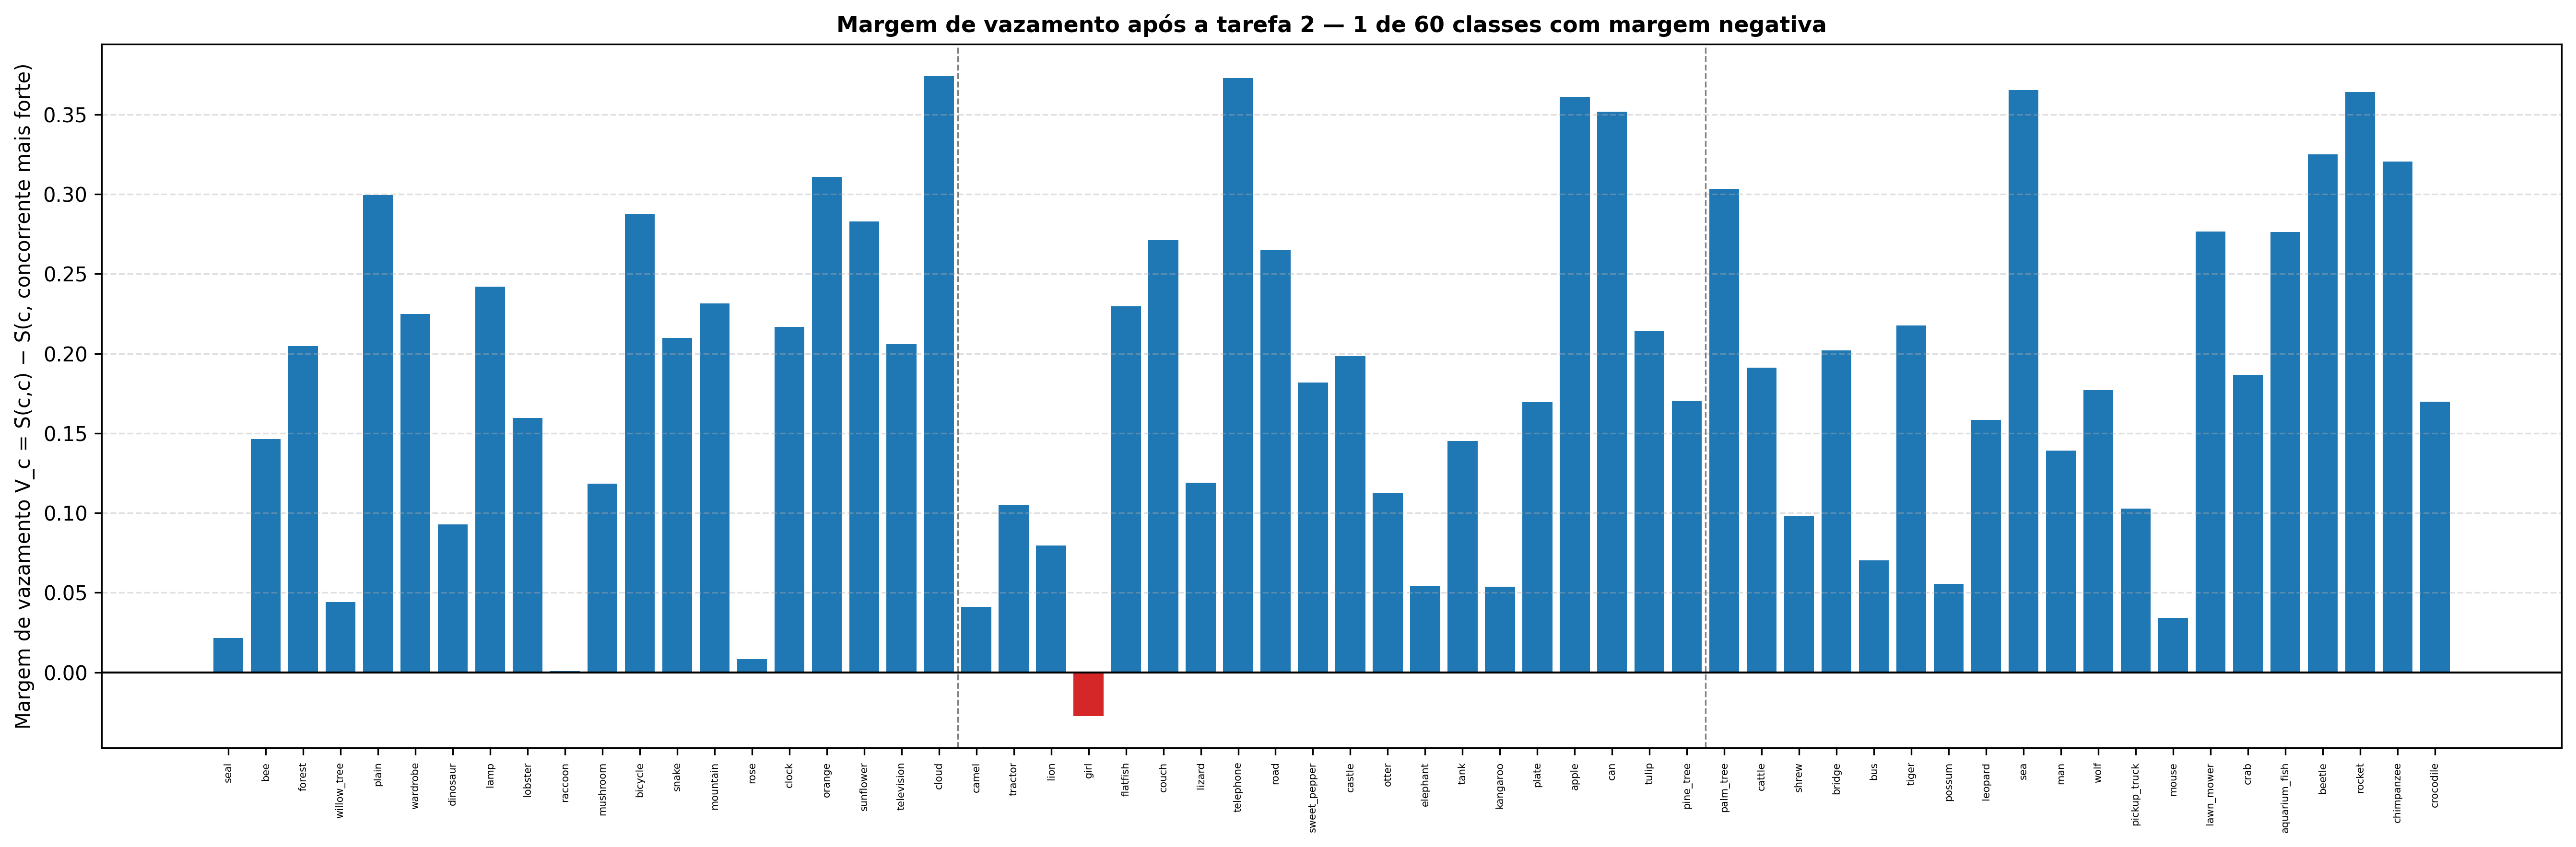 Margem de vazamento após a tarefa 2 — 1 de 60 classes com margem negativa
Margem de vazamento V_c = S(c,c) − S(c, concorrente mais forte)
0.35
0.30
0.25
0.20
0.15
0.10
0.05
0.00
seal
bee
forest
willow_tree
plain
wardrobe
dinosaur
lamp
lobster
raccoon
mushroom
bicycle
snake
mountain
rose
clock
orange
sunflower
television
cloud
camel
tractor
lion
girl
flatfish
couch
lizard
telephone
road
sweet_pepper
castle
otter
elephant
tank
kangaroo
plate
apple
can
tulip
pine_tree
palm_tree
cattle
shrew
bridge
bus
tiger
possum
leopard
sea
man
wolf
pickup_truck
mouse
lawn_mower
crab
aquarium_fish
beetle
rocket
chimpanzee
crocodile